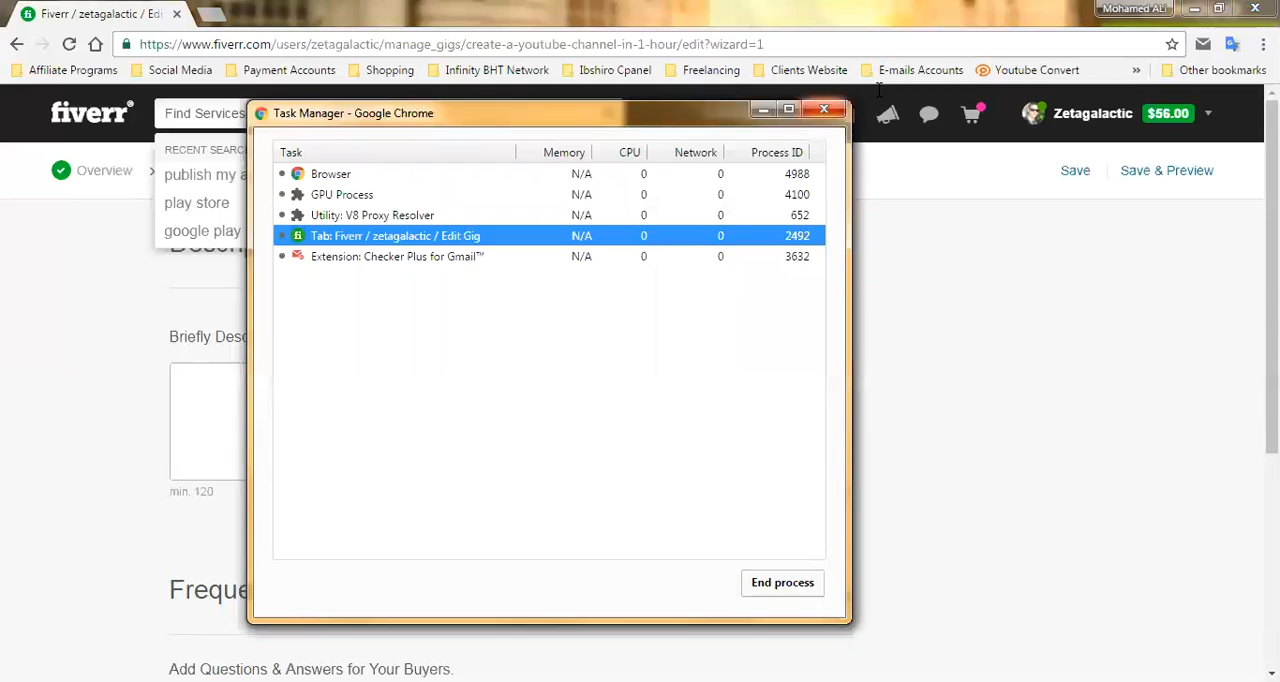 Fiverr / zetagalactic / Edi
Mohamed ALi
https://www.fiverr.com/users/zetagalactic/manage_gigs/create-a-youtube-channel-in-1-hour/edit?wizard=1
Affiliate Programs Social Media Payment Accounts Shopping Infinity BHT Network Ibshiro Cpanel Freelancing Clients Website E-mails Accounts Youtube Convert » Other bookmarks
fiverr®
Find Services
Zetagalactic $56.00
Task Manager - Google Chrome
RECENT SEARC
publish my a
play store
google play
Overview
Save
Save & Preview
Task Memory CPU Network Process ID
Browser N/A 0 0 4988
GPU Process N/A 0 0 4100
Utility: V8 Proxy Resolver N/A 0 0 652
Tab: Fiverr / zetagalactic / Edit Gig N/A 0 0 2492
Extension: Checker Plus for Gmail™ N/A 0 0 3632
End process
Briefly Desc
min. 120
Freque
Add Questions & Answers for Your Buyers.